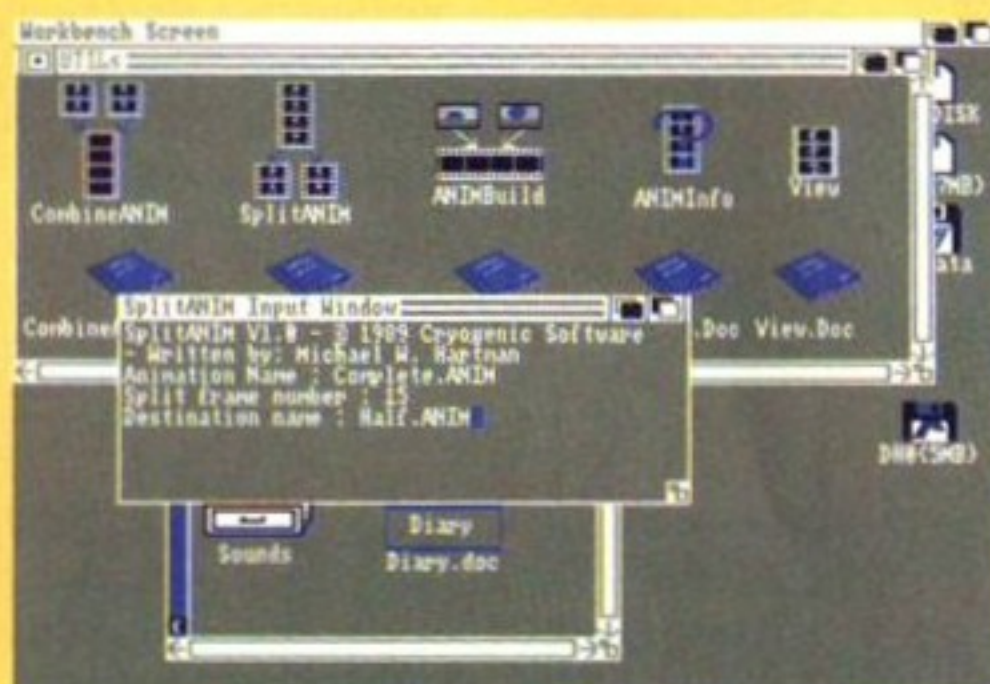 Workbench Screen
UTILs
CombineANIM SplitANIM ANIMBuild ANIMInfo View
SplitANIM Input Window
Combine .Doc View.Doc
SplitANIM V1.0 - © 1989 Cryogenic Software
- Written by: Michael W. Hartman
Animation Name : Complete.ANIM
Split frame number : 15
Destination name : Half.ANIM
DISK
MB)
ata
DH0(5MB)
Diary
Sounds Diary.doc